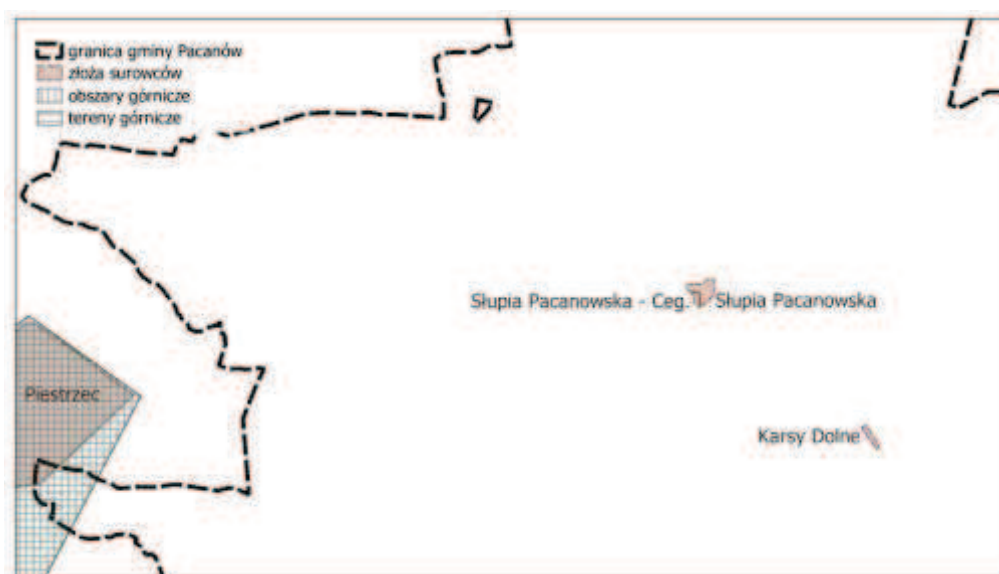 granica gminy Pacanów
złoża surowców
obszary górnicze
tereny górnicze
Słupia Pacanowska - Ceg.
Słupia Pacanowska
Piestrzec
Karsy Dolne